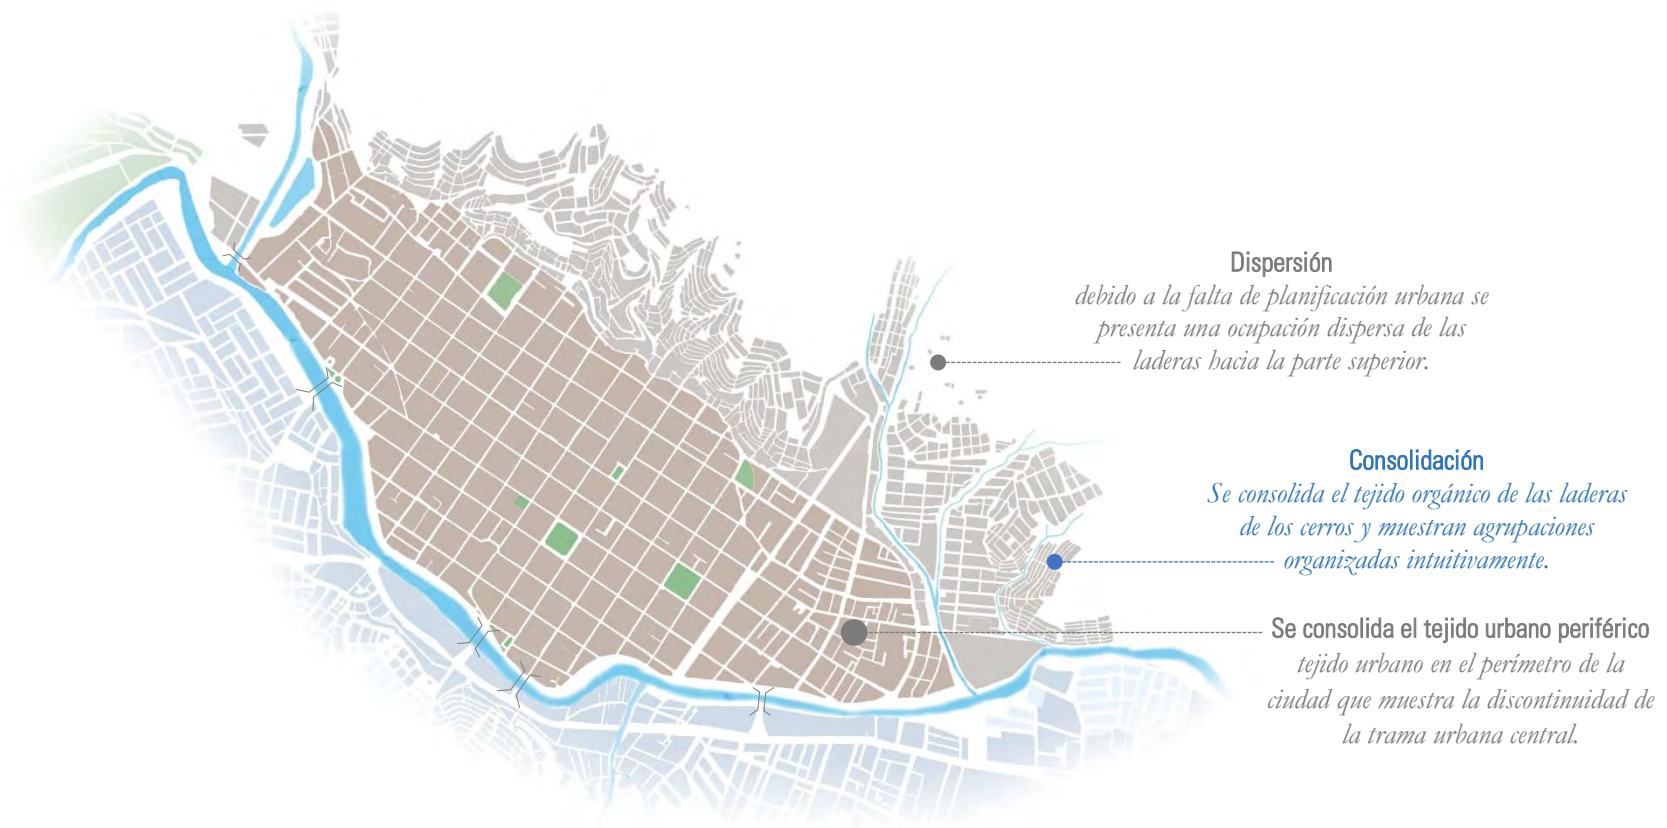 Dispersión
debido a la falta de planificación urbana se
presenta una ocupación dispersa de las
laderas hacia la parte superior.
Consolidación
Se consolida el tejido orgánico de las laderas
de los cerros y muestran agrupaciones
organizadas intuitivamente.
Se consolida el tejido urbano periférico
tejido urbano en el perímetro de la
ciudad que muestra la discontinuidad de
la trama urbana central.